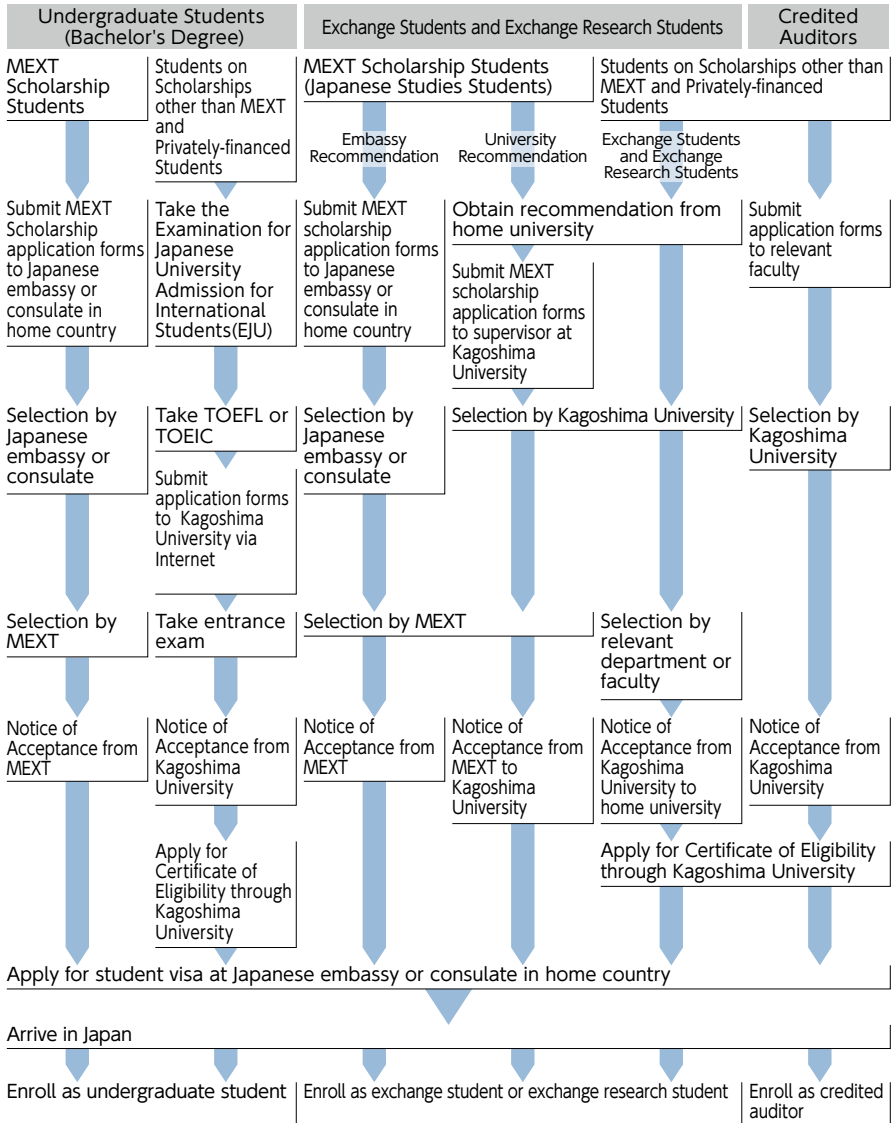 Undergraduate Students
(Bachelor's Degree)
Exchange Students and Exchange Research Students
Credited
Auditors
MEXT
Scholarship
Students
Students on
Scholarships
other than MEXT
and
Privately-financed
Students
MEXT Scholarship Students
(Japanese Studies Students)
Students on Scholarships other than
MEXT and Privately-financed
Students
Embassy
Recommendation
University
Recommendation
Exchange Students
and Exchange
Research Students
Submit MEXT
Scholarship
application forms
to Japanese
embassy or
consulate in
home country
Take the
Examination for
Japanese
University
Admission for
International
Students(EJU)
Submit MEXT
scholarship
application forms
to Japanese
embassy or
consulate in
home country
Obtain recommendation from
home university
Submit MEXT
scholarship
application forms
to supervisor at
Kagoshima
University
Submit
application forms
to relevant
faculty
Selection by
Japanese
embassy or
consulate
Take TOEFL or
TOEIC
Submit
application forms
to Kagoshima
University via
Internet
Selection by
Japanese
embassy or
consulate
Selection by Kagoshima University
Selection by
Kagoshima
University
Selection by
MEXT
Take entrance
exam
Selection by MEXT
Selection by
relevant
department or
faculty
Notice of
Acceptance from
MEXT
Notice of
Acceptance from
Kagoshima
University
Notice of
Acceptance from
MEXT
Notice of
Acceptance from
MEXT to
Kagoshima
University
Notice of
Acceptance from
Kagoshima
University to
home university
Notice of
Acceptance from
Kagoshima
University
Apply for
Certificate of
Eligibility through
Kagoshima
University
Apply for Certificate of Eligibility
through Kagoshima University
Apply for student visa at Japanese embassy or consulate in home country
Arrive in Japan
Enroll as undergraduate student
Enroll as exchange student or exchange research student
Enroll as credited
auditor